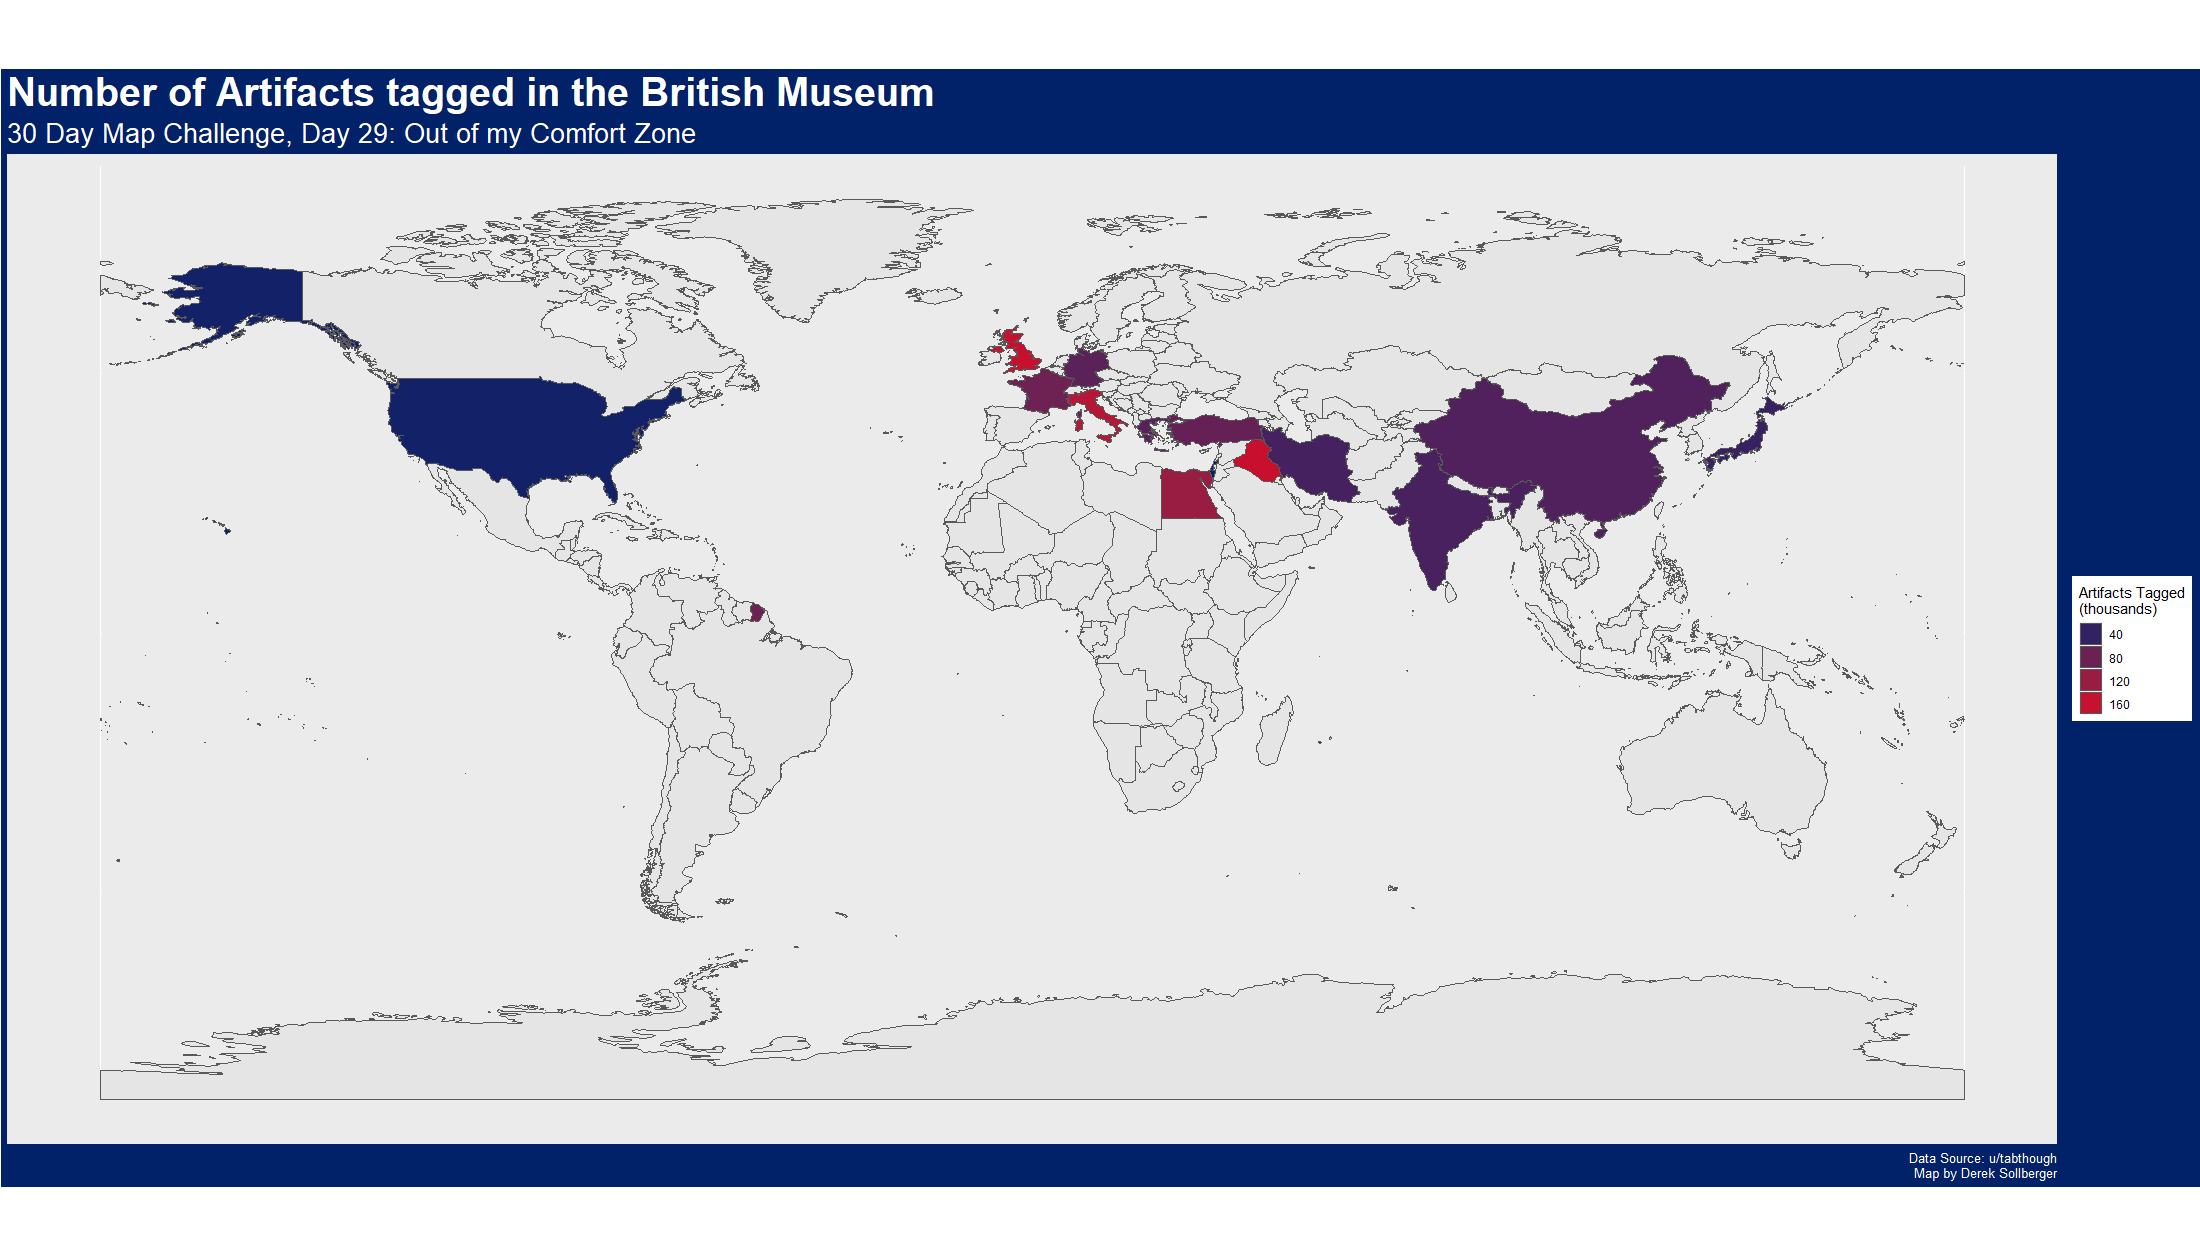 Number of Artifacts tagged in the British Museum
30 Day Map Challenge, Day 29: Out of my Comfort Zone
Artifacts Tagged
(thousands)
40
80
120
160
Data Source: u/tabthough
Map by Derek Sollberger